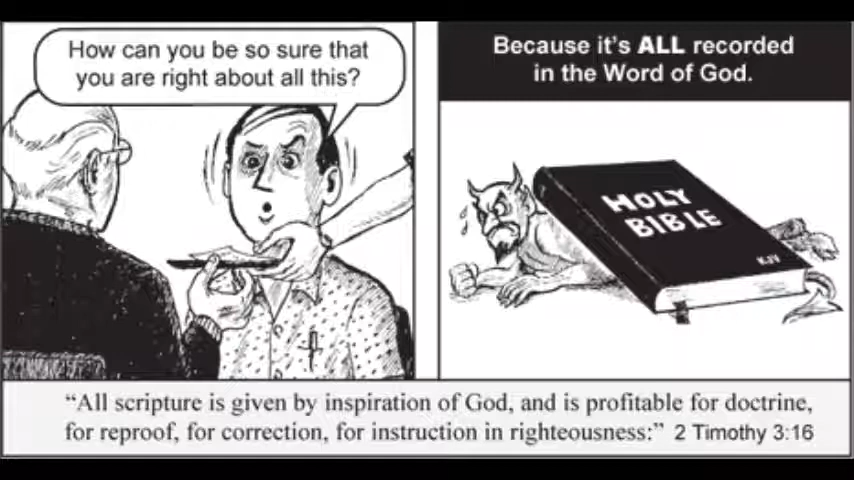 How can you be so sure that
you are right about all this?
Because it's ALL recorded
in the Word of God.
HOLY
BIBLE
KJV
“All scripture is given by inspiration of God, and is profitable for doctrine,
for reproof, for correction, for instruction in righteousness:” 2 Timothy 3:16